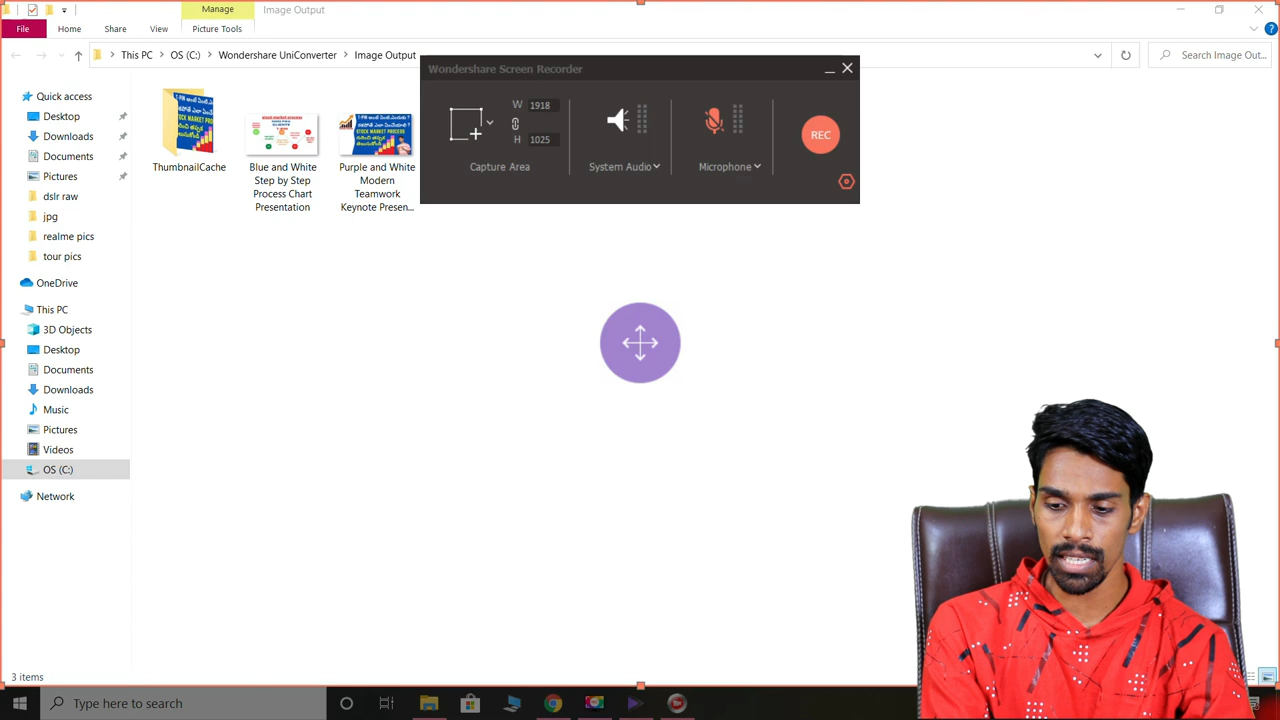 Manage
Image Output
File
Home
Share
View
Picture Tools
This PC
OS (C:)
Wondershare UniConverter
Image Output
Search Image Out...
Wondershare Screen Recorder
W 1918
H 1025
Capture Area
System Audio
Microphone
REC
Quick access
Desktop
Downloads
Documents
Pictures
dslr raw
jpg
realme pics
tour pics
OneDrive
This PC
3D Objects
Desktop
Documents
Downloads
Music
Pictures
Videos
OS (C:)
Network
ThumbnailCache
Blue and White
Step by Step
Process Chart
Presentation
Purple and White
Modern
Teamwork
Keynote Presen...
STOCK MARKET PROCESS
3 items
Type here to search